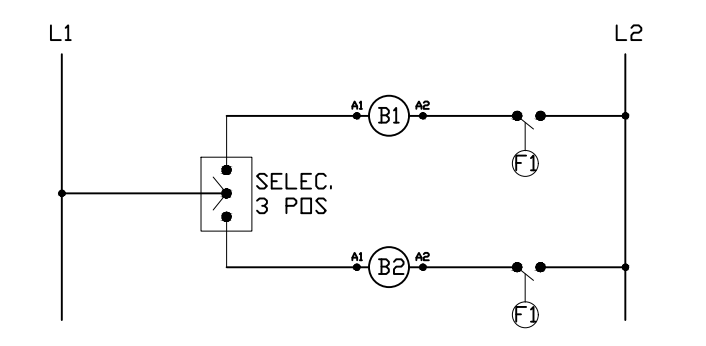 L1
L2
A1 B1 A2
F1
SELEC.
3 POS
A1 B2 A2
F1